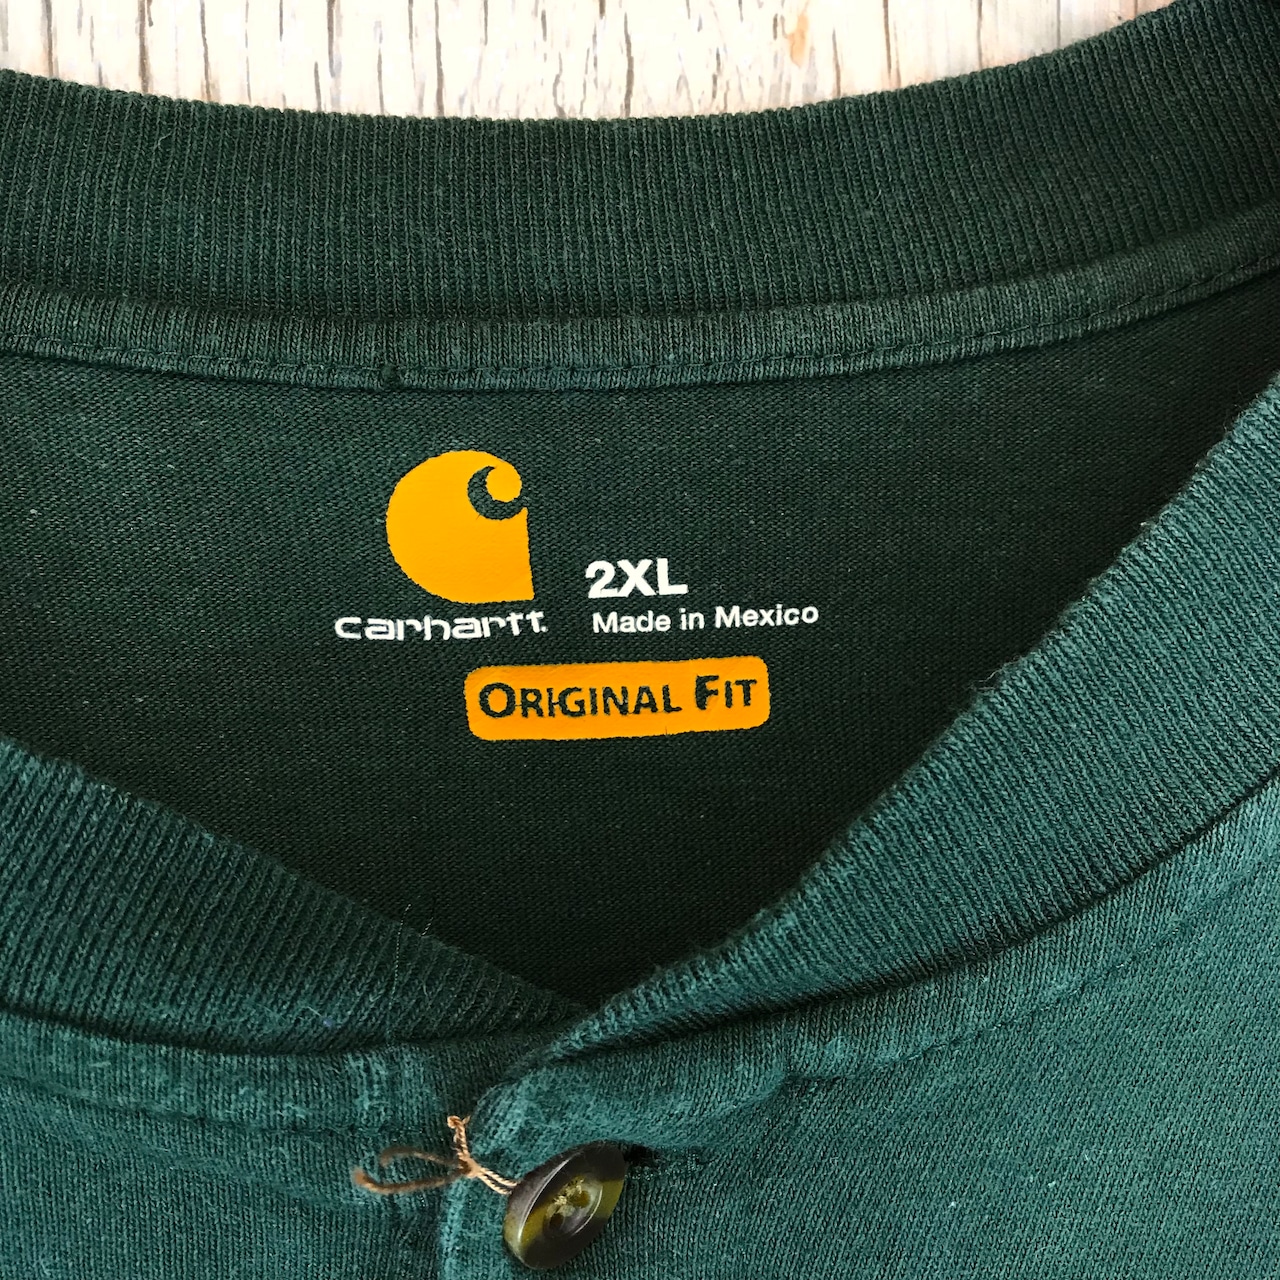 carhartt.
2XL
Made in Mexico
ORIGINAL FIT